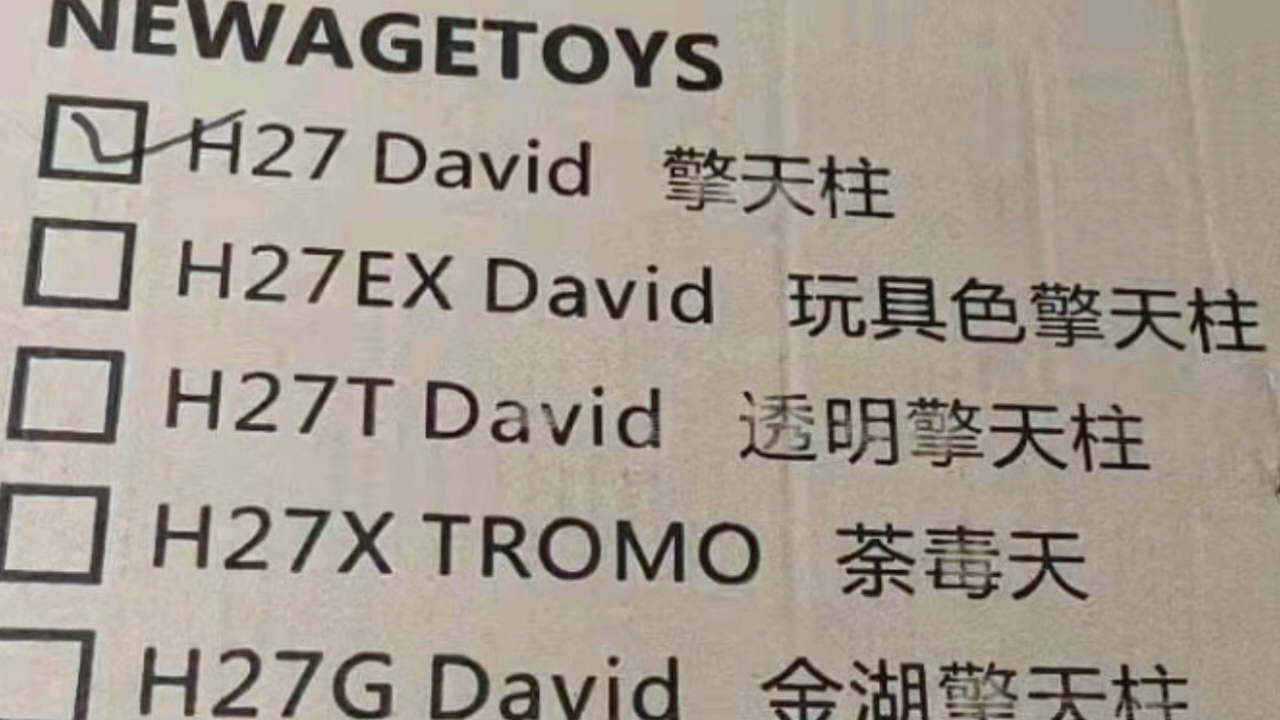 NEWAGETOYS
H27 David 擎天柱
H27EX David 玩具色擎天柱
H27T David 透明擎天柱
H27X TROMO 荼毒天
H27G David 金湖擎天柱